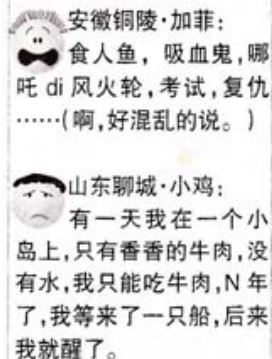 安徽铜陵·加菲：
食人鱼，吸血鬼，哪
吒 di 风火轮，考试，复仇
……(啊，好混乱的说。)
山东聊城·小鸡：
有一天我在一个小
岛上，只有香香的牛肉，没
有水，我只能吃牛肉，N 年
了，我等来了一只船，后来
我就醒了。